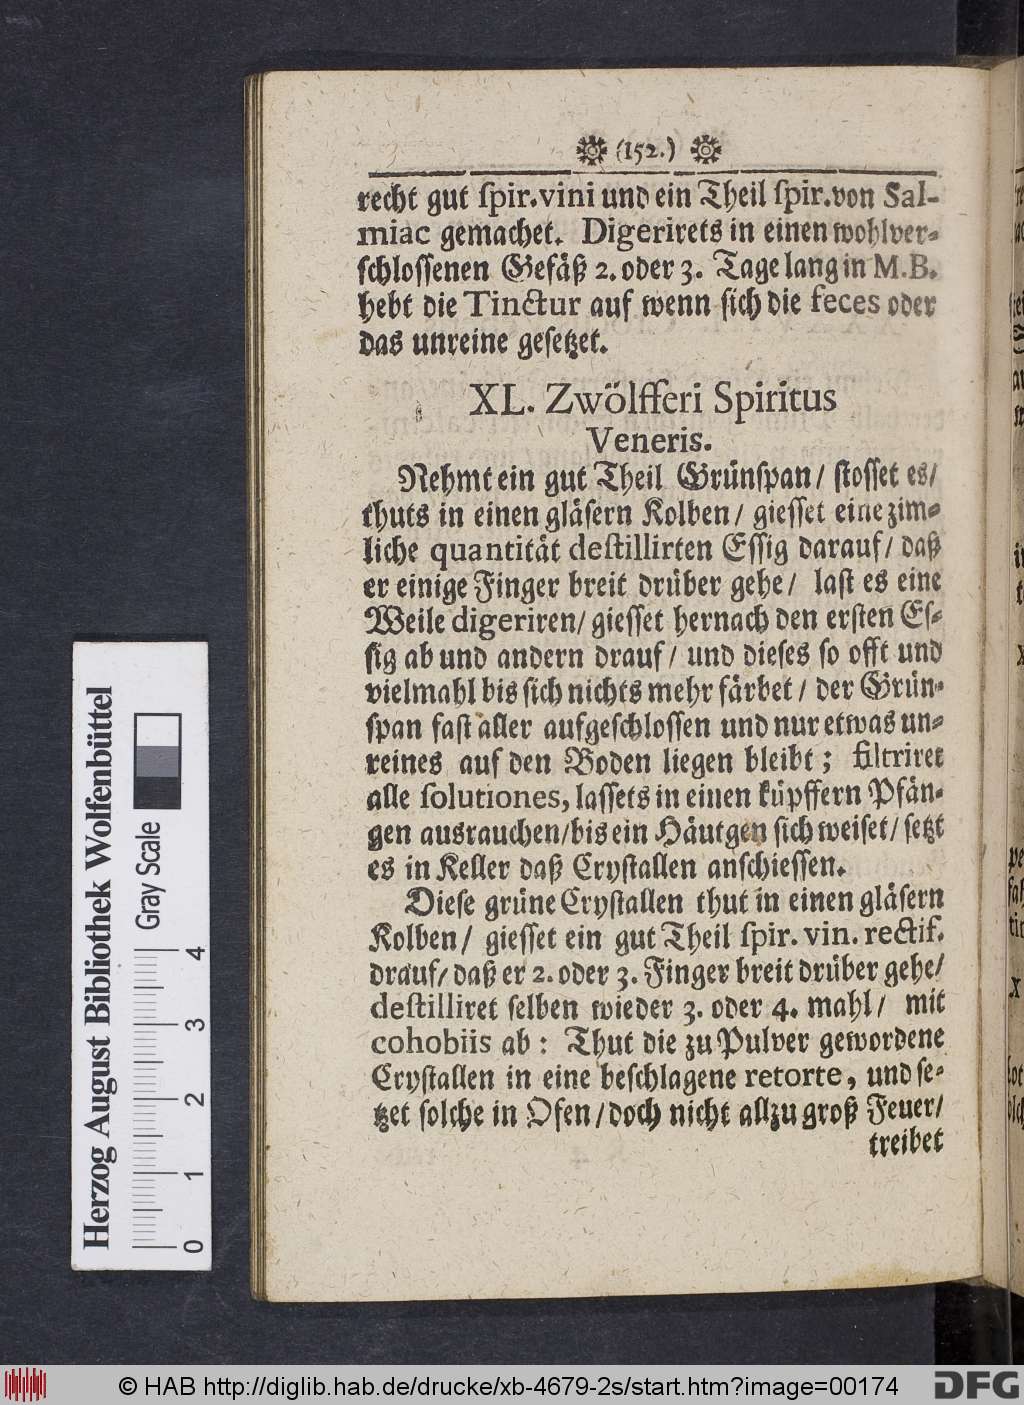 (152.)
recht gut ſpir. vini und ein Theil ſpir. von Sal-
miac gemachet. Digerirets in einen wohlver-
ſchloſſenen Gefäß 2. oder 3. Tage lang in M.B.
hebt die Tinctur auf wenn ſich die feces oder
das unreine geſetzet.
XL. Zwölfferi Spiritus
Veneris.
Nehmt ein gut Theil Grünſpan/ ſtoſſet es/
thuts in einen gläſern Kolben/ gieſſet eine zim-
liche quantität deſtillirten Eſſig darauf/ daß
er einige Finger breit drüber gehe/ laſt es eine
Weile digeriren/ gieſſet hernach den erſten Eſ-
ſig ab und andern drauf/ und dieſes ſo offt und
vielmahl bis ſich nichts mehr färbet/ der Grün-
ſpan faſt aller aufgeſchloſſen und nur etwas un-
reines auf den Boden liegen bleibt; filtriret
alle ſolutiones, laſſets in einen küpffern Pfän-
gen ausrauchen/ bis ein Häutgen ſich weiſet/ ſetzt
es in Keller daß Cryſtallen anſchieſſen.
Dieſe grüne Cryſtallen thut in einen gläſern
Kolben/ gieſſet ein gut Theil ſpir. vin. rectif.
drauf/ daß er 2. oder 3. Finger breit drüber gehe/
deſtilliret ſelben wieder 3. oder 4. mahl/ mit
cohobiis ab: Thut die zu Pulver gewordene
Cryſtallen in eine beſchlagene retorte, und ſe-
tzet ſolche in Ofen/ doch nicht allzu groß Feuer/
treibet
Herzog August Bibliothek Wolfenbüttel
Gray Scale
0 1 2 3 4
© HAB http://diglib.hab.de/drucke/xb-4679-2s/start.htm?image=00174
DFG